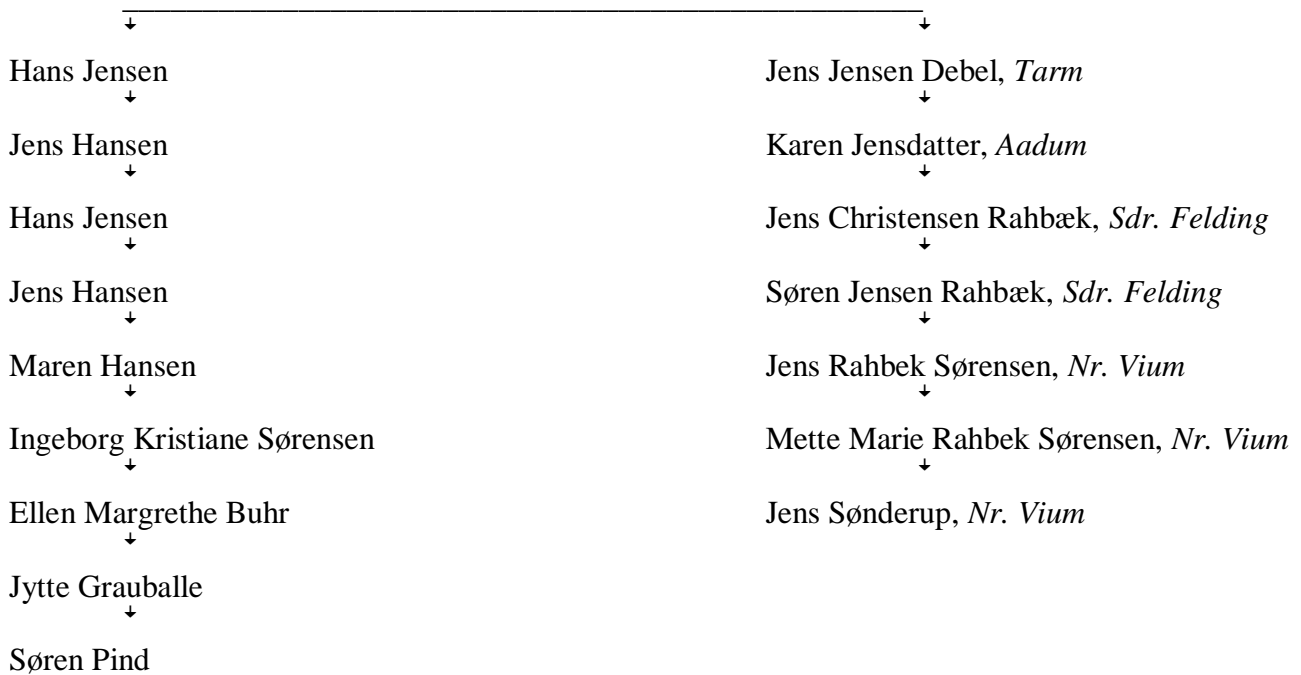 Hans Jensen
Jens Jensen Debel, Tarm
Jens Hansen
Karen Jensdatter, Aadum
Hans Jensen
Jens Christensen Rahbæk, Sdr. Felding
Jens Hansen
Søren Jensen Rahbæk, Sdr. Felding
Maren Hansen
Jens Rahbek Sørensen, Nr. Vium
Ingeborg Kristiane Sørensen
Mette Marie Rahbek Sørensen, Nr. Vium
Ellen Margrethe Buhr
Jens Sønderup, Nr. Vium
Jytte Grauballe
Søren Pind